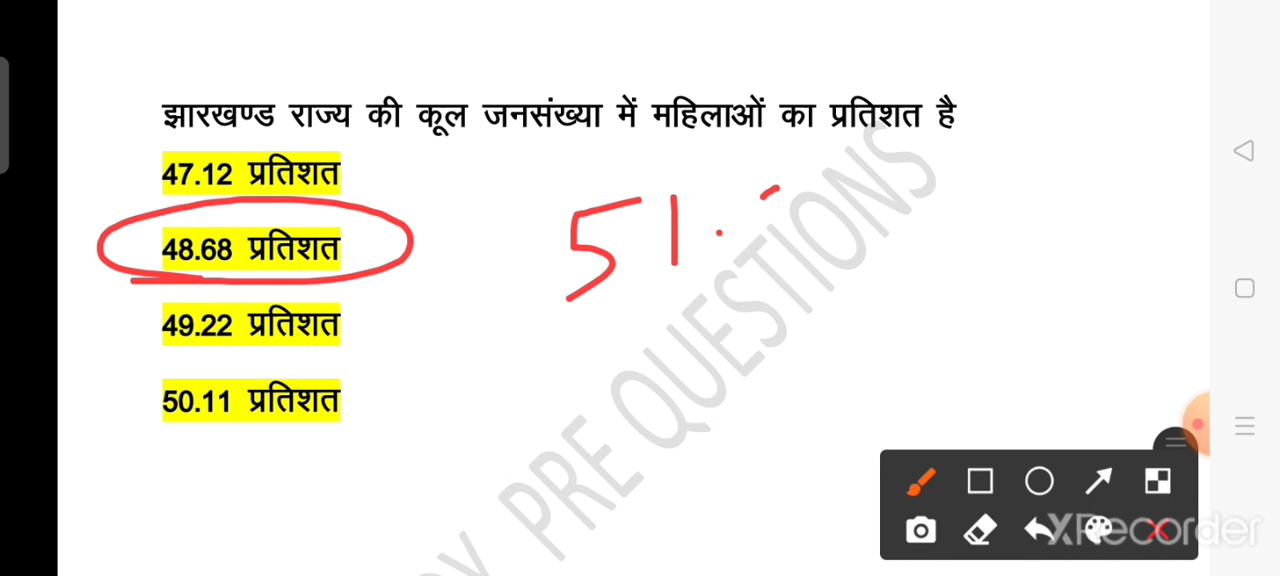 झारखण्ड राज्य की कूल जनसंख्या में महिलाओं का प्रतिशत है
47.12 प्रतिशत
48.68 प्रतिशत
51.
49.22 प्रतिशत
50.11 प्रतिशत
PRE QUESTIONS
XRecorder